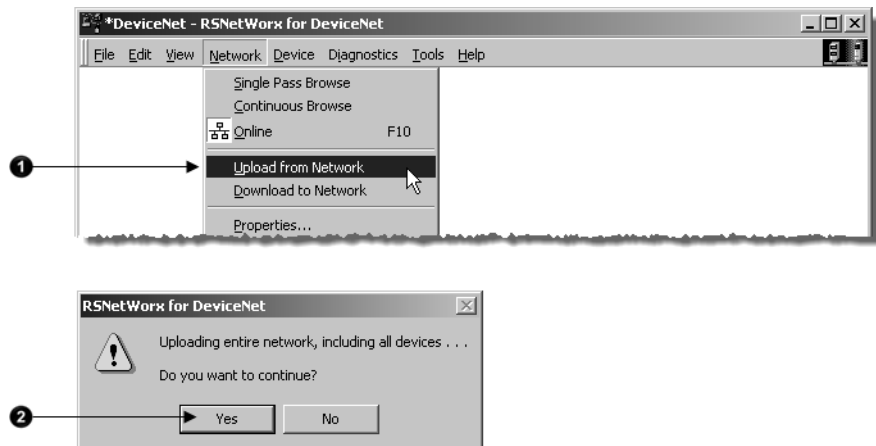 *DeviceNet - RSNetWorx for DeviceNet
File Edit View Network Device Diagnostics Tools Help
Single Pass Browse
Continuous Browse
Online F10
1
Upload from Network
Download to Network
Properties...
RSNetWorx for DeviceNet
Uploading entire network, including all devices . . .
Do you want to continue?
2
Yes No